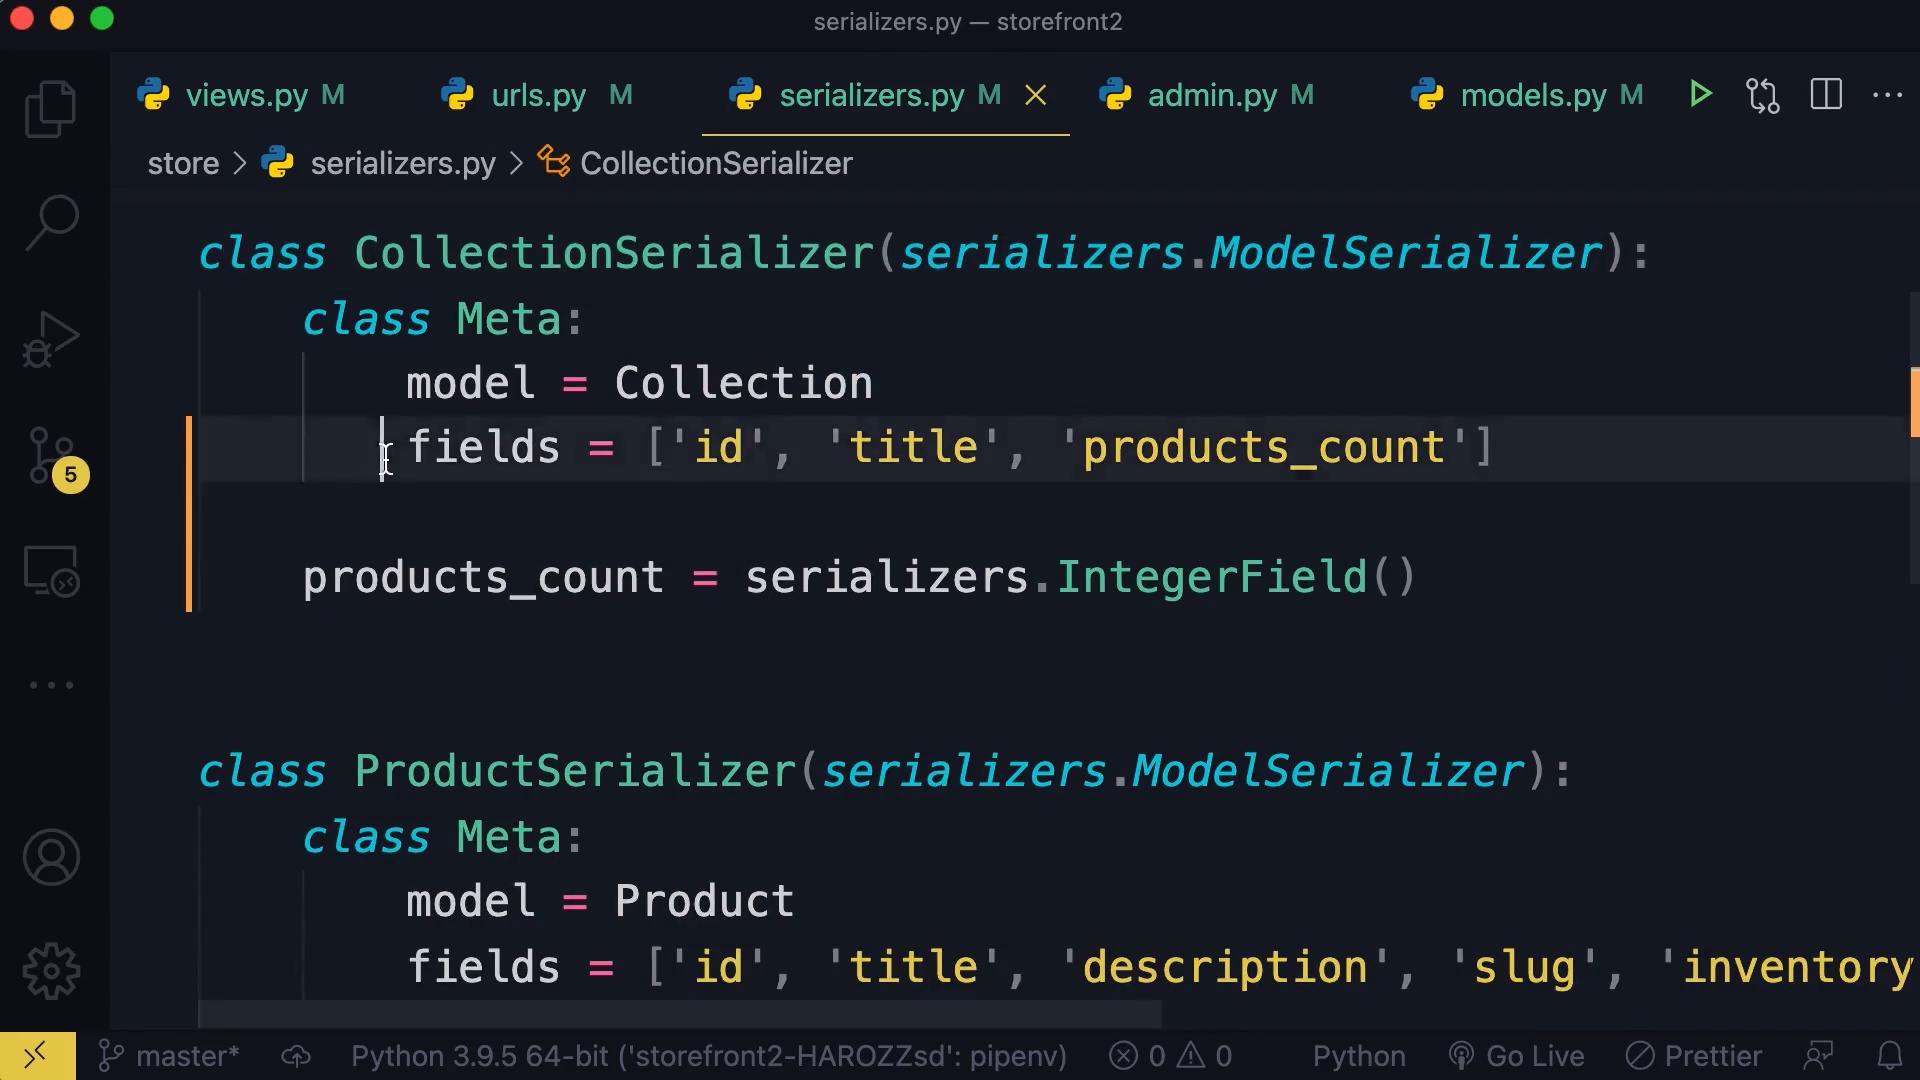 serializers.py — storefront2
views.py M urls.py M serializers.py M admin.py M models.py M
store > serializers.py > CollectionSerializer
class CollectionSerializer(serializers.ModelSerializer):
class Meta:
model = Collection
fields = ['id', 'title', 'products_count']
products_count = serializers.IntegerField()
class ProductSerializer(serializers.ModelSerializer):
class Meta:
model = Product
fields = ['id', 'title', 'description', 'slug', 'inventory
5
master* Python 3.9.5 64-bit ('storefront2-HAROZZsd': pipenv) 0 0 Python Go Live Prettier